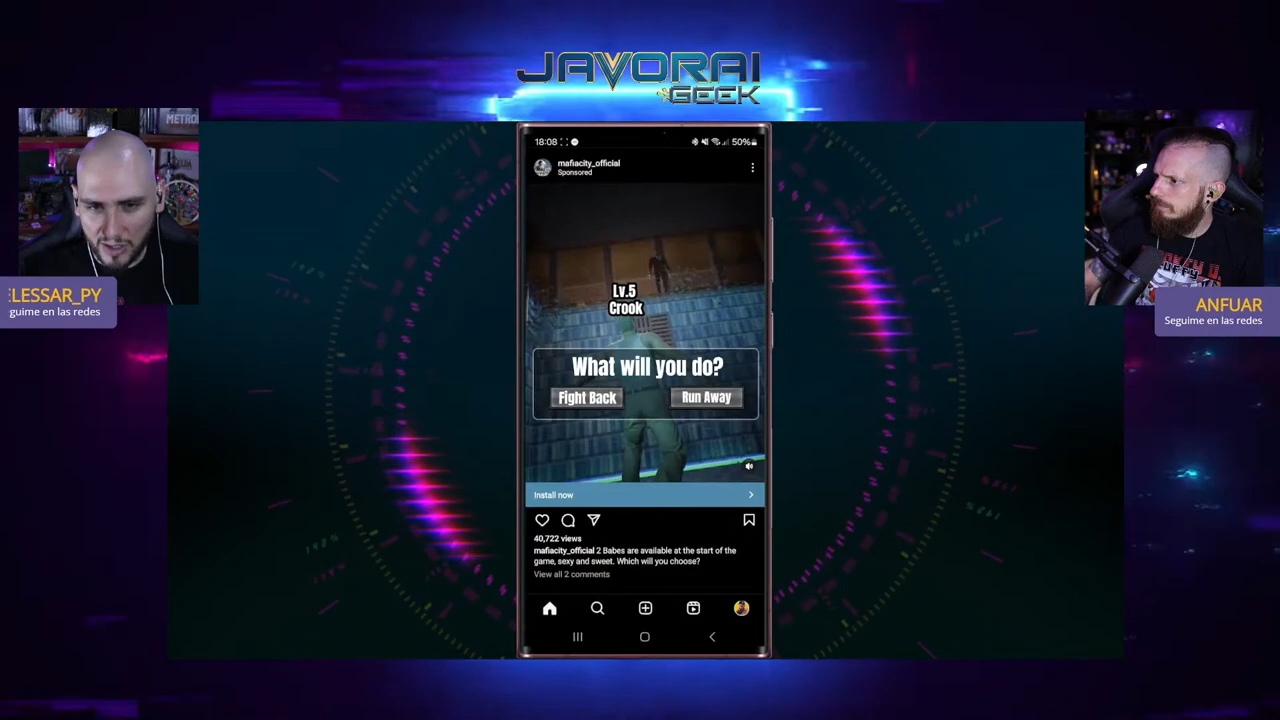 JAVORAI
GEEK
METRO
18:08
50%
mafiacity_official
Sponsored
Lv.5
Crook
What will you do?
Fight Back
Run Away
Install now
40,722 views
mafiacity_official 2 Babes are available at the start of the
game, sexy and sweet. Which will you choose?
View all 2 comments
ELESSAR_PY
guime en las redes
ANFUAR
Seguime en las redes